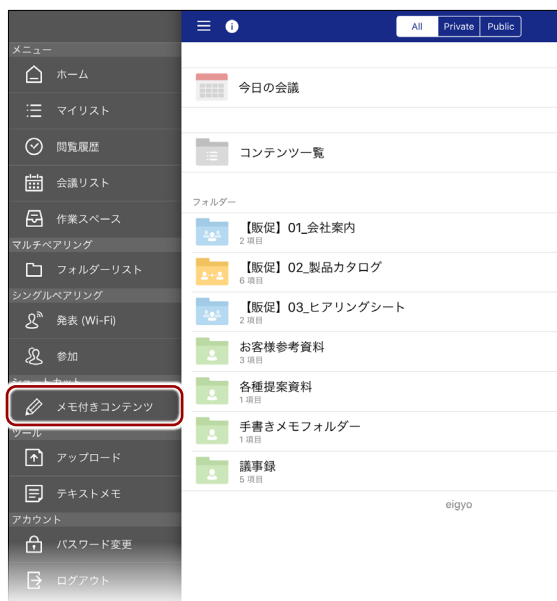 メニュー
ホーム
マイリスト
閲覧履歴
会議リスト
作業スペース
マルチペアリング
フォルダーリスト
シングルペアリング
発表 (Wi-Fi)
参加
ショートカット
メモ付きコンテンツ
ツール
アップロード
テキストメモ
アカウント
パスワード変更
ログアウト
All Private Public
今日の会議
コンテンツ一覧
フォルダー
【販促】01_会社案内
2 項目
【販促】02_製品カタログ
6 項目
【販促】03_ヒアリングシート
2 項目
お客様参考資料
3 項目
各種提案資料
1 項目
手書きメモフォルダー
1 項目
議事録
5 項目
eigyo